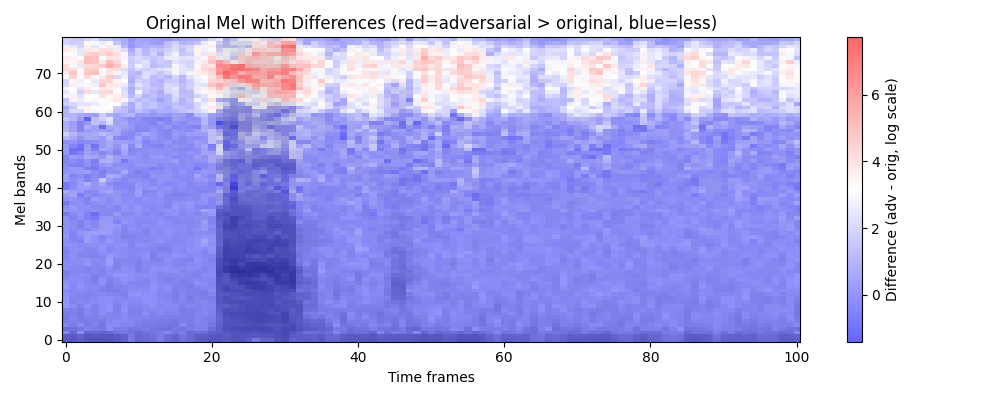 Original Mel with Differences (red=adversarial > original, blue=less)
Mel bands
70
60
50
40
30
20
10
0
0 20 40 60 80 100
Time frames
6
4
2
0
Difference (adv - orig, log scale)